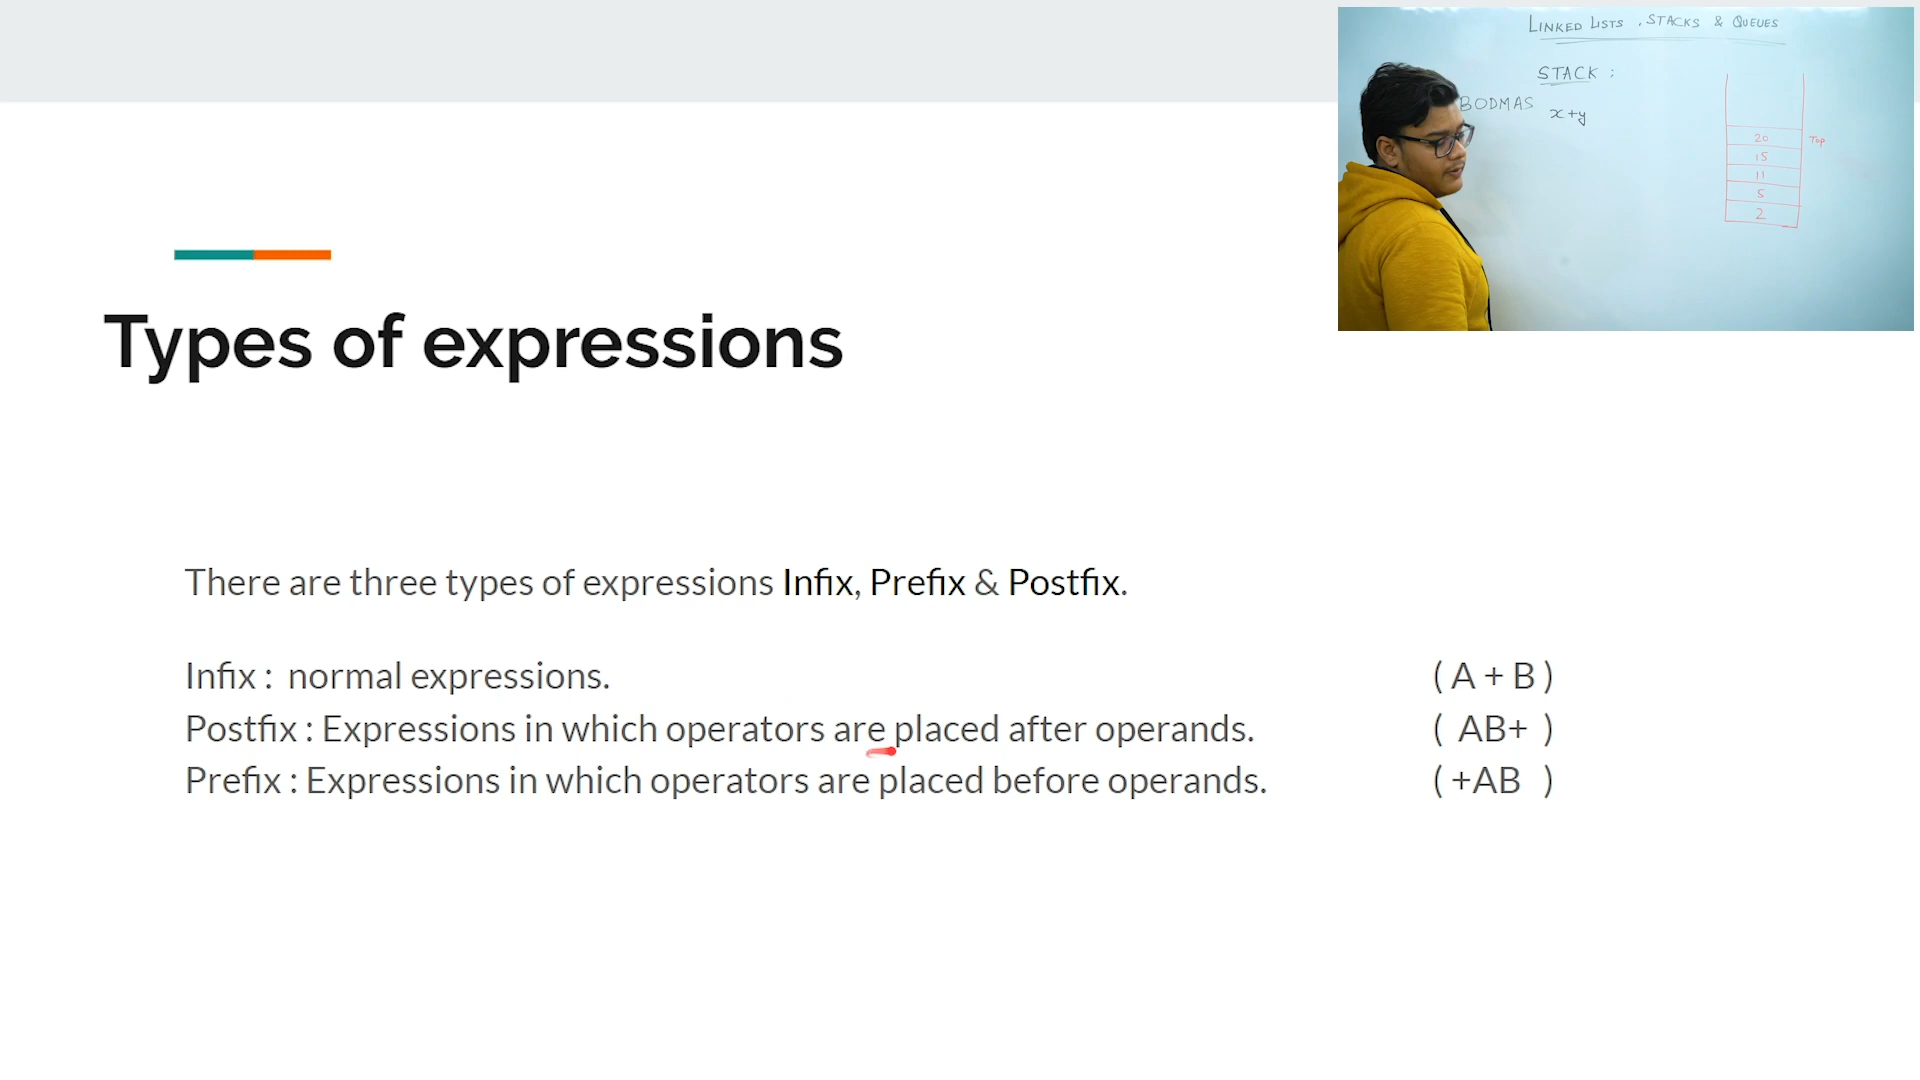 LINKED LISTS, STACKS & QUEUES
STACK :
BODMAS
x+y
20 Top
15
11
5
2
Types of expressions
There are three types of expressions Infix, Prefix & Postfix.
Infix : normal expressions. ( A + B )
Postfix : Expressions in which operators are placed after operands. ( AB+ )
Prefix : Expressions in which operators are placed before operands. ( +AB )